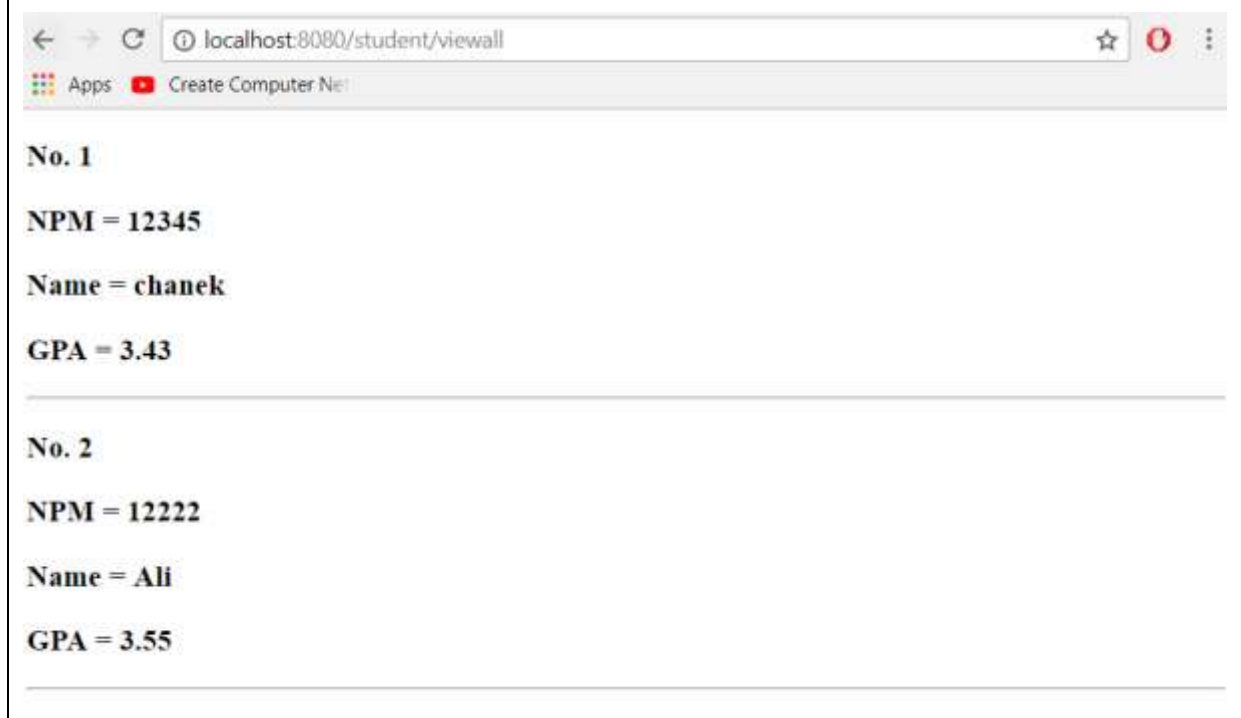 localhost:8080/student/viewall
Apps Create Computer Net
No. 1
NPM = 12345
Name = chanek
GPA = 3.43
No. 2
NPM = 12222
Name = Ali
GPA = 3.55